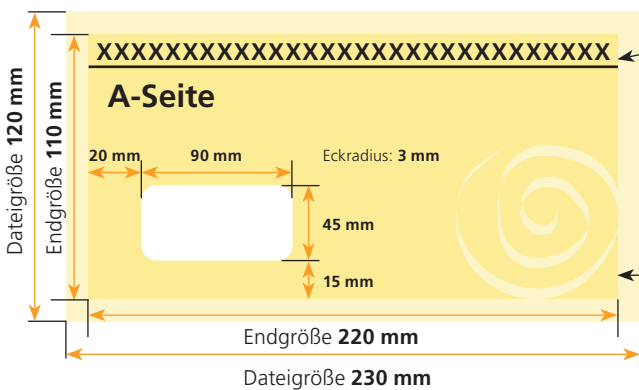 XXXXXXXXXXXXXXXXXXXXXXXXXXXXXX
A-Seite
20 mm
90 mm
Eckradius: 3 mm
45 mm
15 mm
Dateigröße 120 mm
Endgröße 110 mm
Endgröße 220 mm
Dateigröße 230 mm